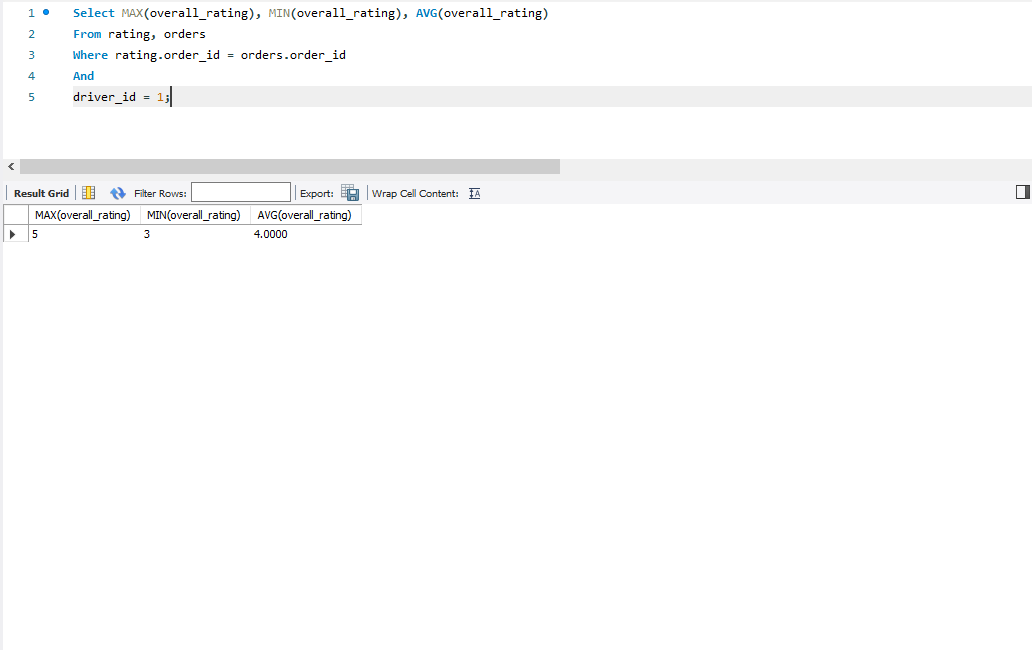 1 Select MAX(overall_rating), MIN(overall_rating), AVG(overall_rating)
2 From rating, orders
3 Where rating.order_id = orders.order_id
4 And
5 driver_id = 1;
Result Grid Filter Rows: Export: Wrap Cell Content: IA
MAX(overall_rating) MIN(overall_rating) AVG(overall_rating)
5 3 4.0000